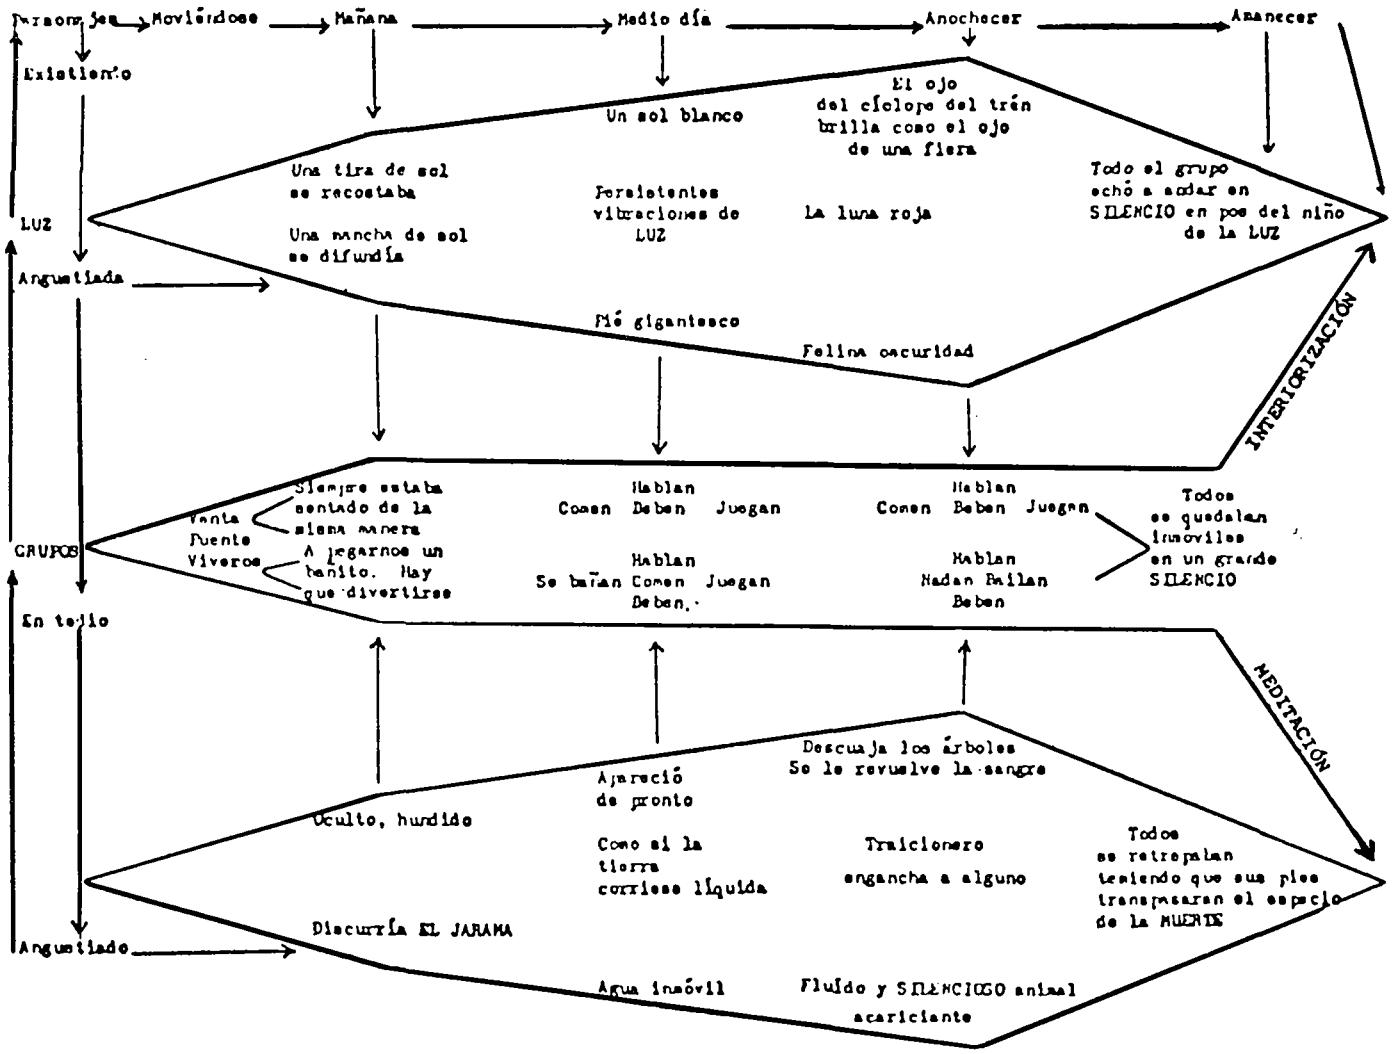 Personajes Moviéndose Mañana Medio día Anochecer Amanecer
Existiendo
El ojo
del cíclope del trén
brilla como el ojo
de una fiera
Un sol blanco
Una tira de sol
se recostaba
Persistentes
vibraciones de
LUZ
La luna roja
Todo el grupo
echó a andar en
SILENCIO en pos del niño
de la LUZ
LUZ
Una mancha de sol
se difundía
Angustiada
Pié gigantesco
Felina oscuridad
INTERIORIZACIÓN
GRUPOS
Venta
Puente
Viveros
Siempre estaba
sentado de la
misma manera
A pegarnos un
bañito. Hay
que divertirse
Hablan
Comen Beben Juegan
Hablan
Se bañan Comen Juegan
Beben.
Hablan
Comen Beben Juegan
Hablan
Nadan Bailan
Beben
Todos
se quedaban
inmóviles
en un grande
SILENCIO
En tedio
MEDITACIÓN
Descuaja los árboles
Se le revuelve la sangre
Apareció
de pronto
Oculto, hundido
Como si la
tierra
corriese líquida
Traicionero
engancha a alguno
Todos
se retropaban
temiendo que sus pies
transpasaran el espacio
de la MUERTE
Discurría EL JARAMA
Angustiado
Agua inmóvil
Fluído y SILENCIOSO animal
acariciante